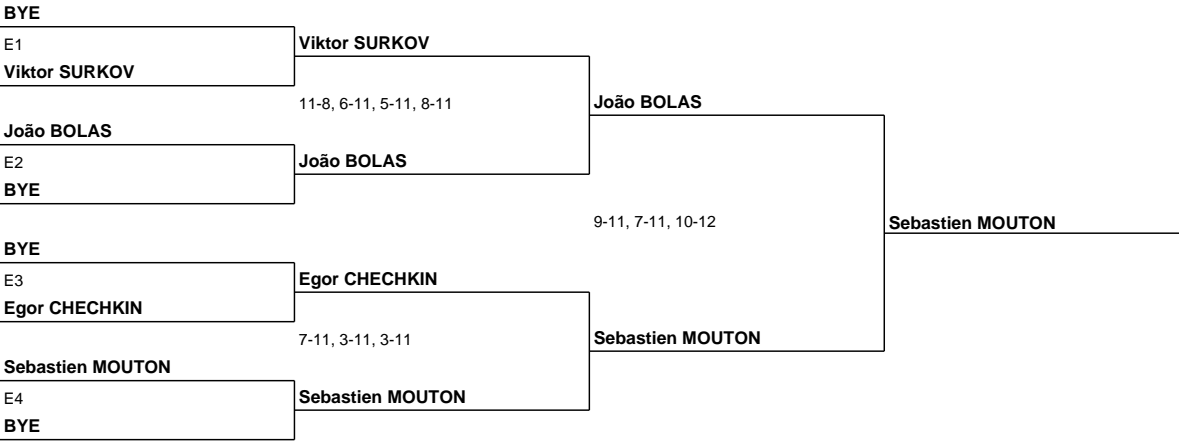 BYE
E1
Viktor SURKOV
Viktor SURKOV
11-8, 6-11, 5-11, 8-11
João BOLAS
João BOLAS
E2
João BOLAS
BYE
9-11, 7-11, 10-12
Sebastien MOUTON
BYE
E3
Egor CHECHKIN
Egor CHECHKIN
7-11, 3-11, 3-11
Sebastien MOUTON
Sebastien MOUTON
E4
Sebastien MOUTON
BYE